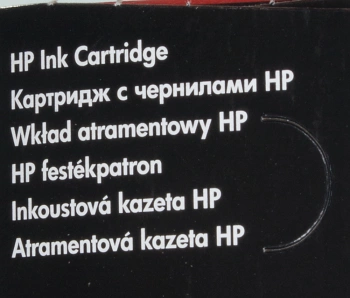 HP Ink Cartridge
Картридж с чернилами HP
Wkład atramentowy HP
HP festékpatron
Inkoustová kazeta HP
Atramentová kazeta HP